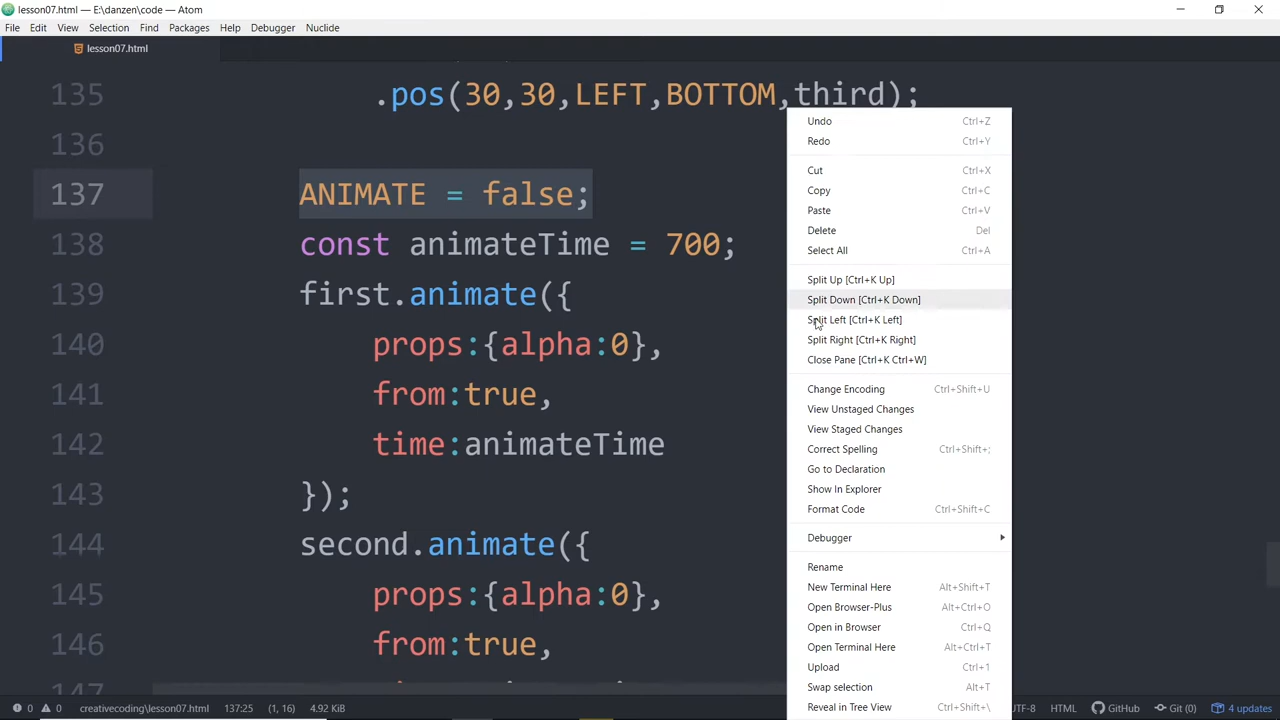 lesson07.html — E:\danzen\code — Atom
File Edit View Selection Find Packages Help Debugger Nuclide
lesson07.html
135 .pos(30,30,LEFT,BOTTOM,third);
136
137 ANIMATE = false;
138 const animateTime = 700;
139 first.animate({
140 props:{alpha:0},
141 from:true,
142 time:animateTime
143 });
144 second.animate({
145 props:{alpha:0},
146 from:true,
147
Undo Ctrl+Z
Redo Ctrl+Y
Cut Ctrl+X
Copy Ctrl+C
Paste Ctrl+V
Delete Del
Select All Ctrl+A
Split Up [Ctrl+K Up]
Split Down [Ctrl+K Down]
Split Left [Ctrl+K Left]
Split Right [Ctrl+K Right]
Close Pane [Ctrl+K Ctrl+W]
Change Encoding Ctrl+Shift+U
View Unstaged Changes
View Staged Changes
Correct Spelling Ctrl+Shift+;
Go to Declaration
Show In Explorer
Format Code Ctrl+Shift+C
Debugger
Rename
New Terminal Here Alt+Shift+T
Open Browser-Plus Alt+Ctrl+O
Open in Browser Ctrl+Q
Open Terminal Here Alt+Ctrl+T
Upload Ctrl+1
Swap selection Alt+T
Reveal in Tree View Ctrl+Shift+\
0 0 creativecoding\lesson07.html 137:25 (1, 16) 4.92 KiB UTF-8 HTML GitHub Git (0) 4 updates